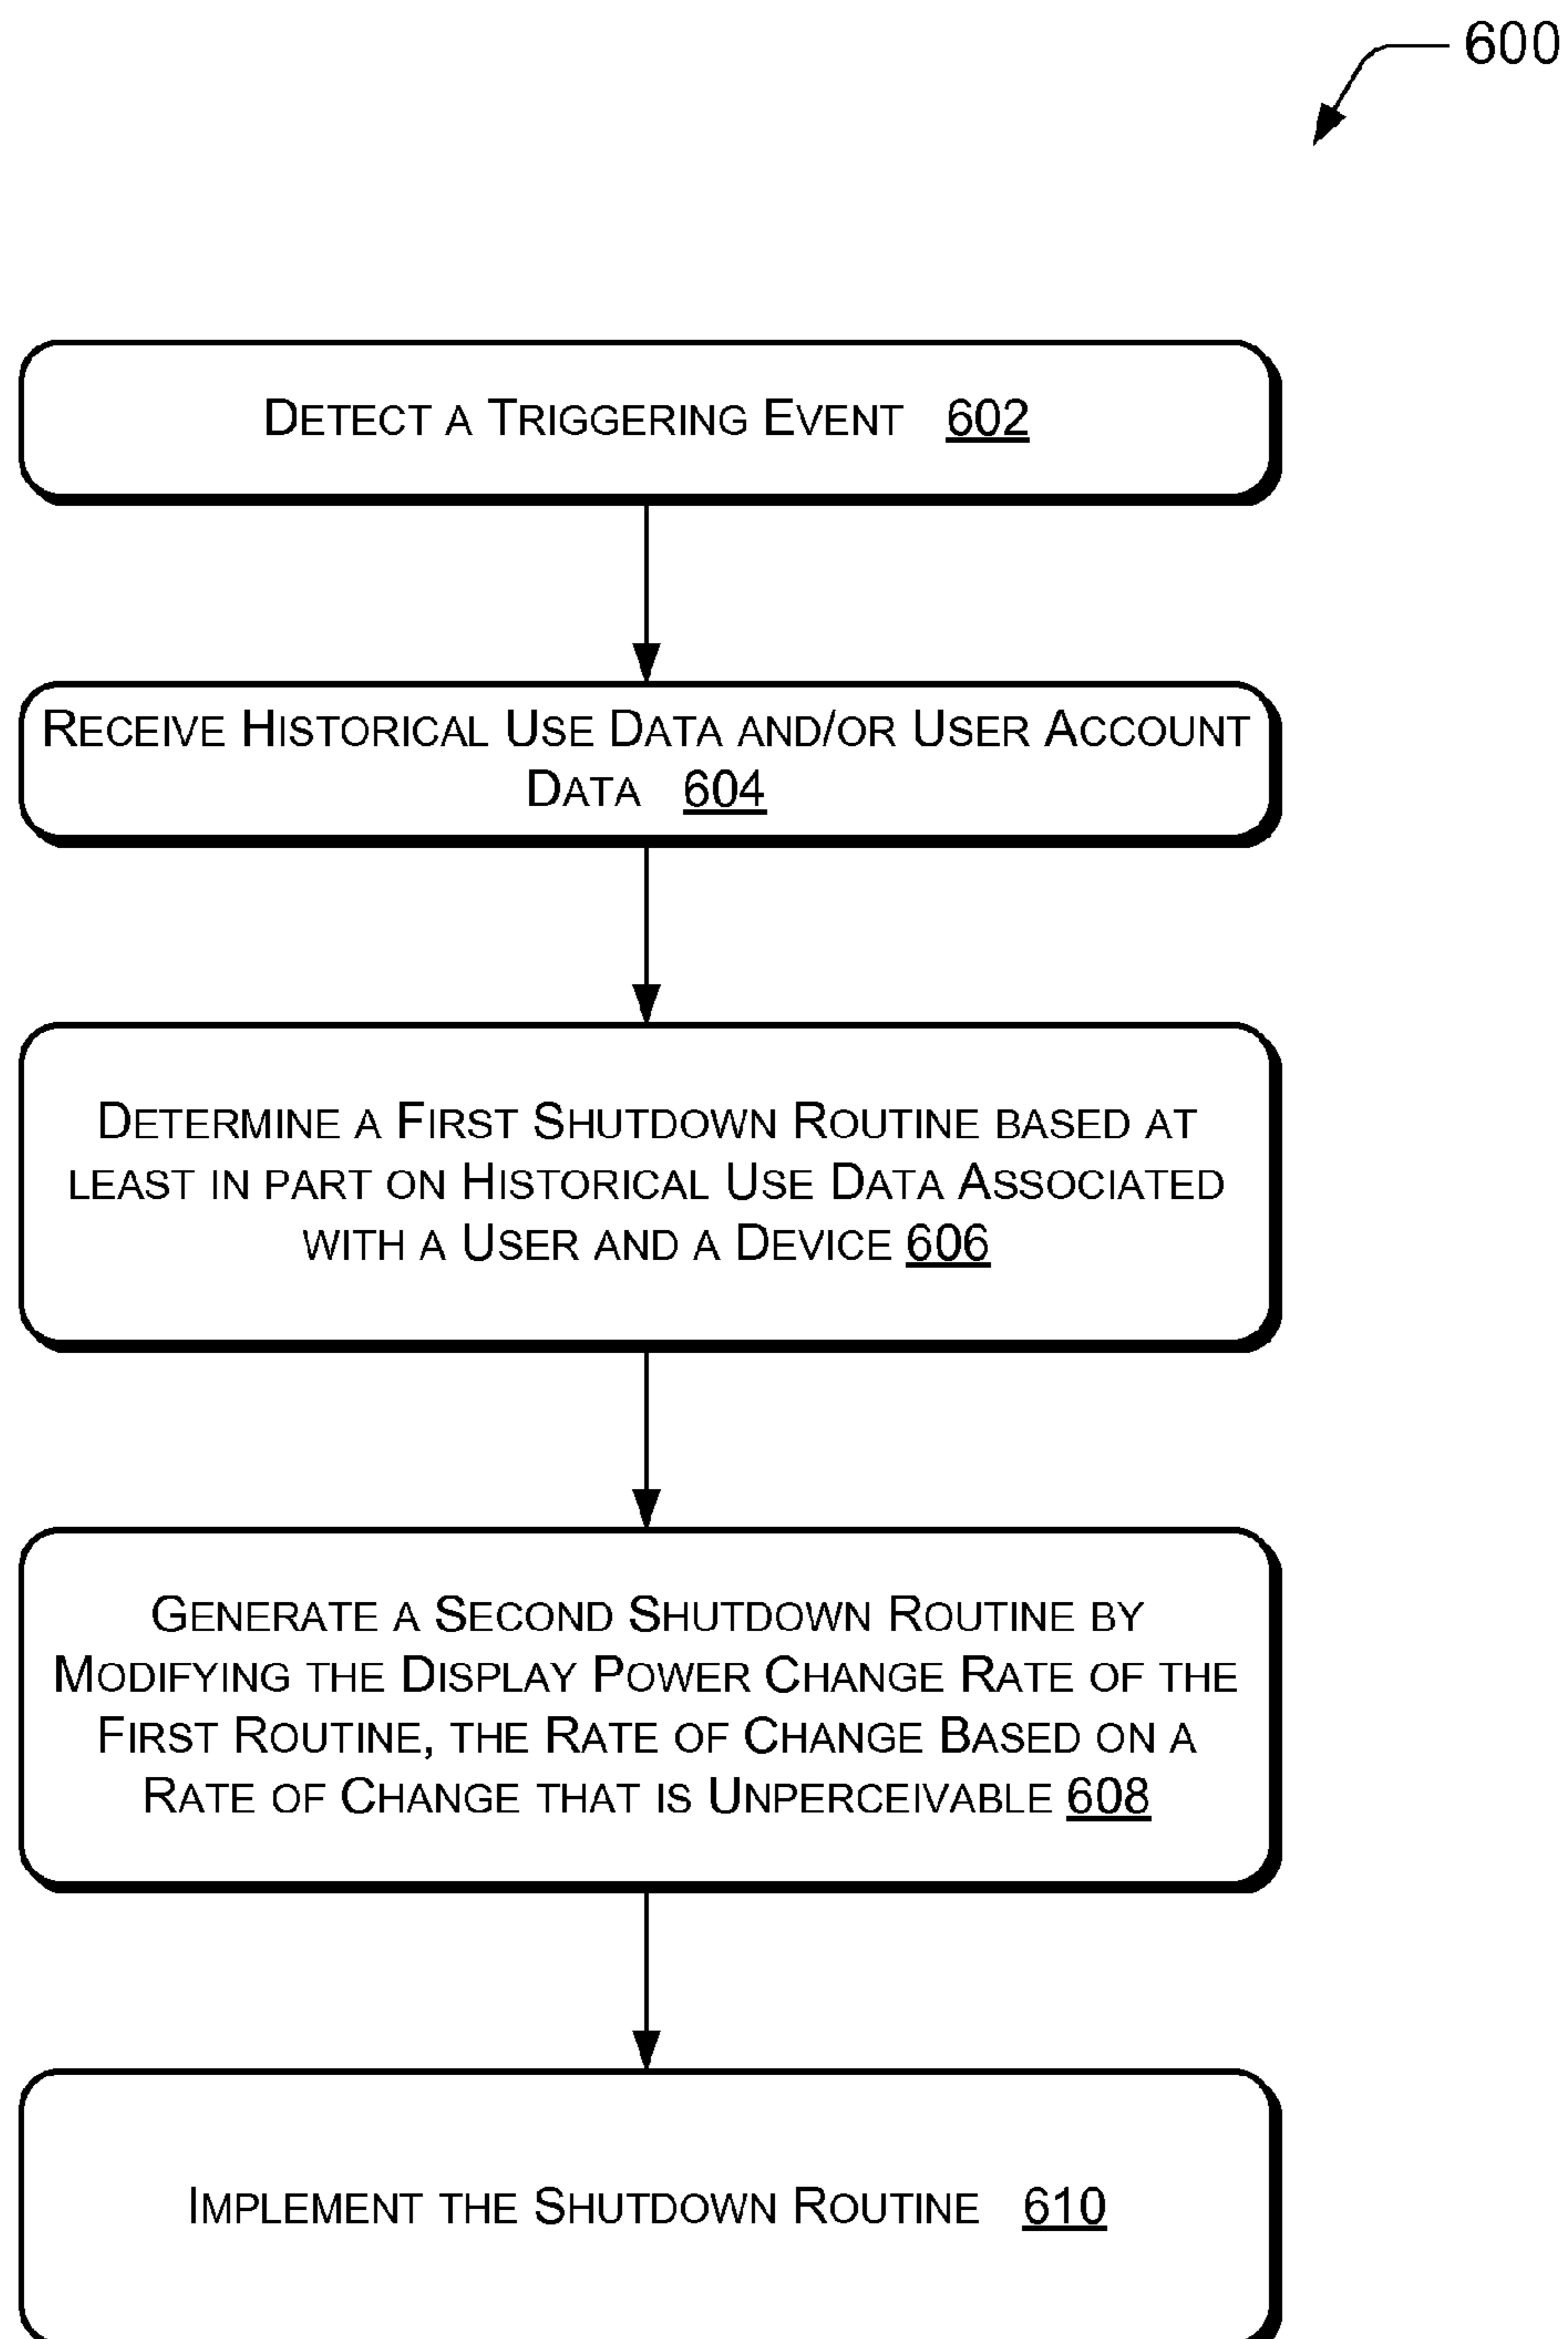 600
DETECT A TRIGGERING EVENT 602
RECEIVE HISTORICAL USE DATA AND/OR USER ACCOUNT
DATA 604
DETERMINE A FIRST SHUTDOWN ROUTINE BASED AT
LEAST IN PART ON HISTORICAL USE DATA ASSOCIATED
WITH A USER AND A DEVICE 606
GENERATE A SECOND SHUTDOWN ROUTINE BY
MODIFYING THE DISPLAY POWER CHANGE RATE OF THE
FIRST ROUTINE, THE RATE OF CHANGE BASED ON A
RATE OF CHANGE THAT IS UNPERCEIVABLE 608
IMPLEMENT THE SHUTDOWN ROUTINE 610